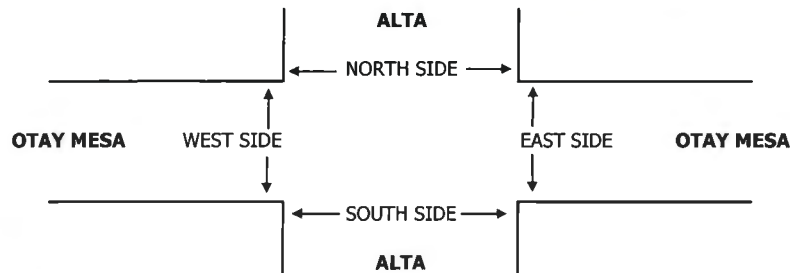 ALTA
NORTH SIDE
OTAY MESA WEST SIDE EAST SIDE OTAY MESA
SOUTH SIDE
ALTA